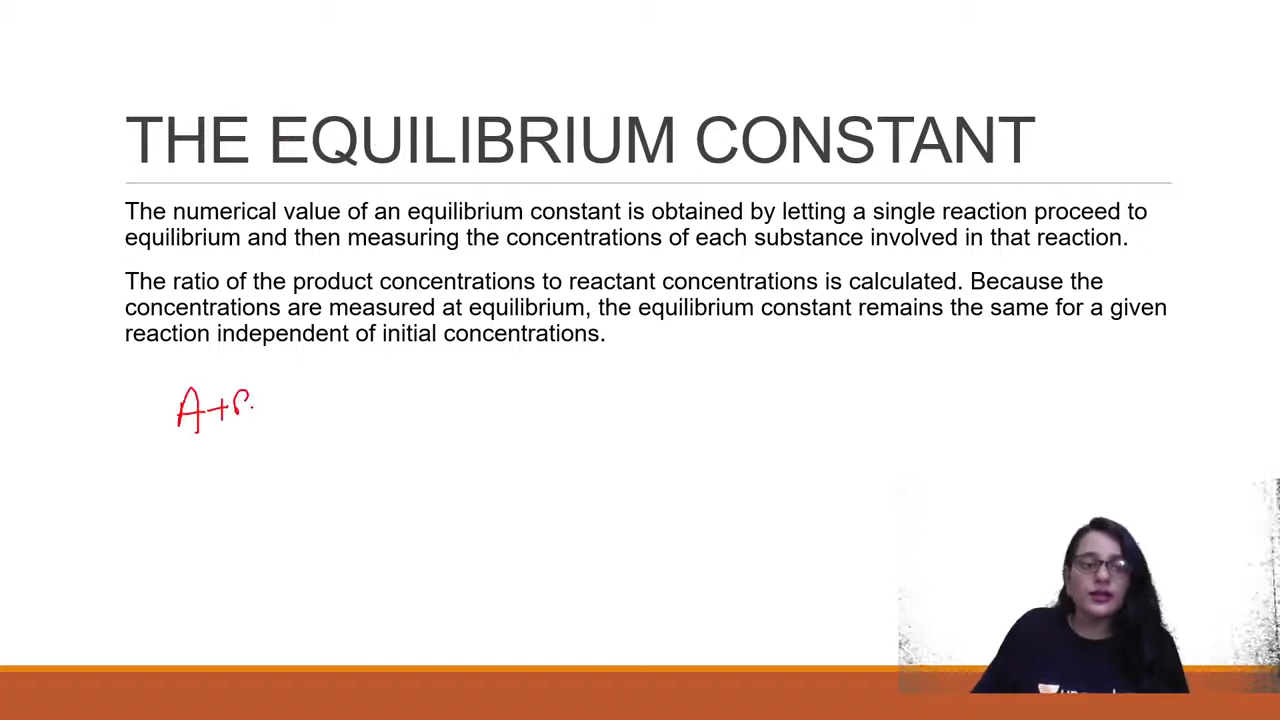 THE EQUILIBRIUM CONSTANT
The numerical value of an equilibrium constant is obtained by letting a single reaction proceed to
equilibrium and then measuring the concentrations of each substance involved in that reaction.
The ratio of the product concentrations to reactant concentrations is calculated. Because the
concentrations are measured at equilibrium, the equilibrium constant remains the same for a given
reaction independent of initial concentrations.
A+